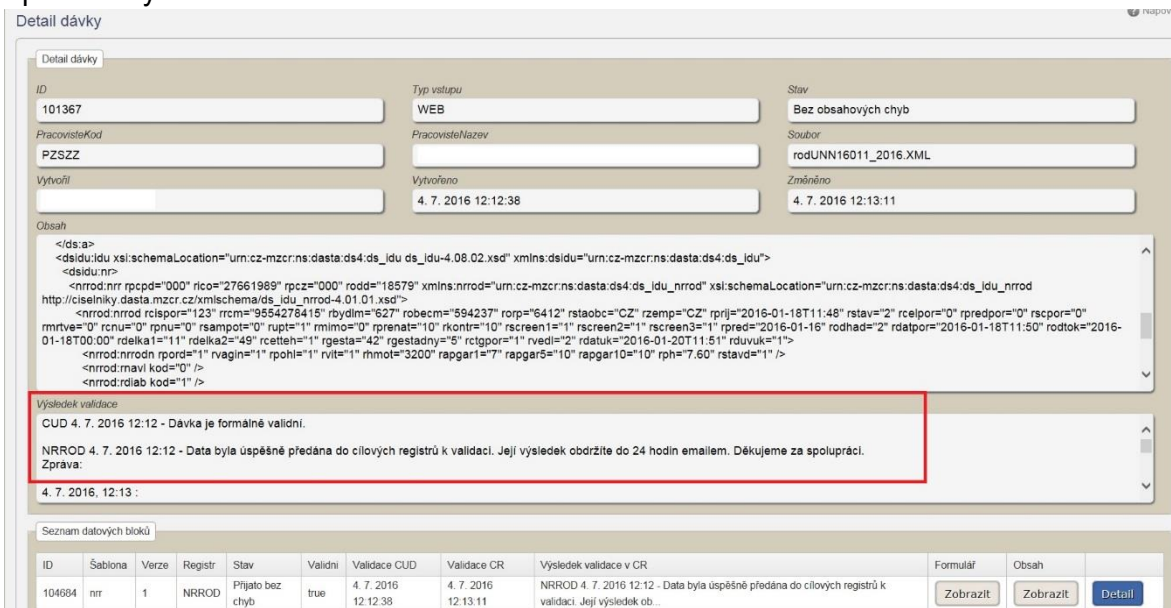 Detail dávky
Nápov
Detail dávky
ID
Typ vstupu
Stav
101367
WEB
Bez obsahových chyb
PracovisteKod
PracovisteNazev
Soubor
PZSZZ
rodUNN16011_2016.XML
Vytvořil
Vytvořeno
Změněno
4. 7. 2016 12:12:38
4. 7. 2016 12:13:11
Obsah
</ds:a>
<dsidu:idu xsi:schemaLocation="urn:cz-mzcr:ns:dasta:ds4:ds_idu ds_idu-4.08.02.xsd" xmlns:dsidu="urn:cz-mzcr:ns:dasta:ds4:ds_idu">
<dsidu:nr>
<nrrod:nrr rpcpd="000" rico="27661989" rpcz="000" rodd="18579" xmlns:nrrod="urn:cz-mzcr:ns:dasta:ds4:ds_idu_nrrod" xsi:schemaLocation="urn:cz-mzcr:ns:dasta:ds4:ds_idu_nrrod
http://ciselniky.dasta.mzcr.cz/xmlschema/ds_idu_nrrod-4.01.01.xsd">
<nrrod:nrrod rcispor="123" rrcm="9554278415" rbydlm="627" robecm="594237" rorp="6412" rstaobc="CZ" rzemp="CZ" rprij="2016-01-18T11:48" rstav="2" rcelpor="0" rpredpor="0" rscpor="0"
rmrtve="0" rcnu="0" rpnu="0" rsampot="0" rupt="1" rmimo="0" rprenat="10" rkontr="10" rscreen1="1" rscreen2="1" rscreen3="1" rpred="2016-01-16" rodhad="2" rdatpor="2016-01-18T11:50" rodtok="2016-
01-18T00:00" rdelka1="11" rdelka2="49" rcetteh="1" rgesta="42" rgestadny="5" rctgpor="1" rvedl="2" rdatuk="2016-01-20T11:51" rduvuk="1">
<nrrod:nrrodn rpord="1" rvagin="1" rpohl="1" rvit="1" rhmot="3200" rapgar1="7" rapgar5="10" rapgar10="10" rph="7.60" rstavd="1" />
<nrrod:rnavl kod="0" />
<nrrod:rdiab kod="1" />
Výsledek validace
CUD 4. 7. 2016 12:12 - Dávka je formálně validní.
NRROD 4. 7. 2016 12:12 - Data byla úspěšně předána do cílových registrů k validaci. Její výsledek obdržíte do 24 hodin emailem. Děkujeme za spolupráci.
Zpráva:
4. 7. 2016, 12:13 :
Seznam datových bloků
ID Šablona Verze Registr Stav Validni Validace CUD Validace CR Výsledek validace v CR Formulář Obsah
104684 nrr 1 NRROD Přijato bez chyb true 4. 7. 2016 12:12:38 4. 7. 2016 12:13:11 NRROD 4. 7. 2016 12:12 - Data byla úspěšně předána do cílových registrů k validaci. Její výsledek ob... Zobrazit Zobrazit Detail